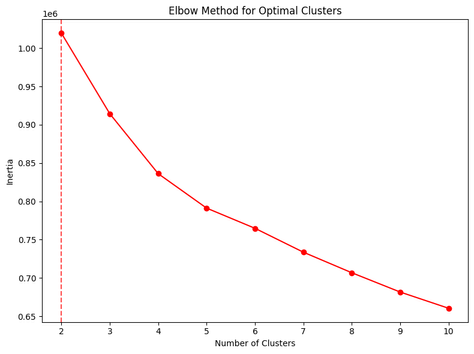 Elbow Method for Optimal Clusters
1e6
1.00
0.95
0.90
0.85
0.80
0.75
0.70
0.65
Inertia
2 3 4 5 6 7 8 9 10
Number of Clusters